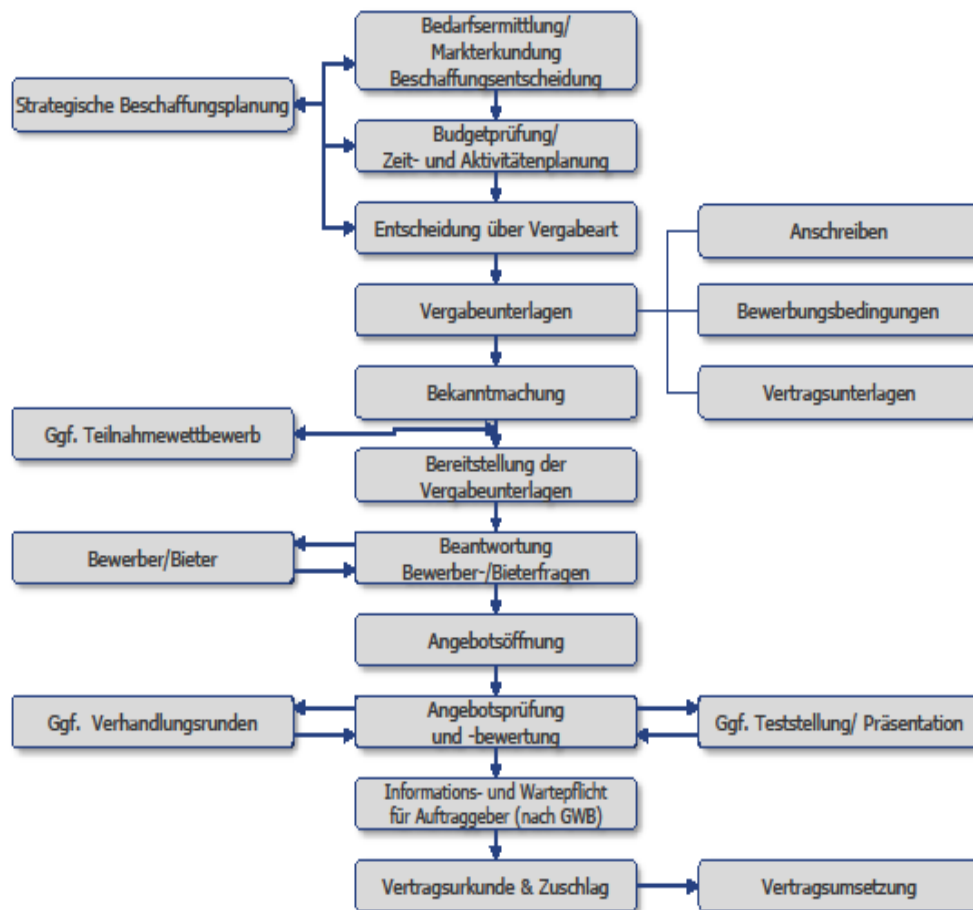 Bedarfsermittlung/
Markterkundung
Beschaffungsentscheidung
Strategische Beschaffungsplanung
Budgetprüfung/
Zeit- und Aktivitätenplanung
Entscheidung über Vergabeart
Anschreiben
Vergabeunterlagen
Bewerbungsbedingungen
Bekanntmachung
Vertragsunterlagen
Ggf. Teilnahmewettbewerb
Bereitstellung der
Vergabeunterlagen
Bewerber/Bieter
Beantwortung
Bewerber-/Bieterfragen
Angebotsöffnung
Ggf. Verhandlungsrunden
Angebotsprüfung
und -bewertung
Ggf. Teststellung/ Präsentation
Informations- und Wartepflicht
für Auftraggeber (nach GWB)
Vertragsurkunde & Zuschlag
Vertragsumsetzung